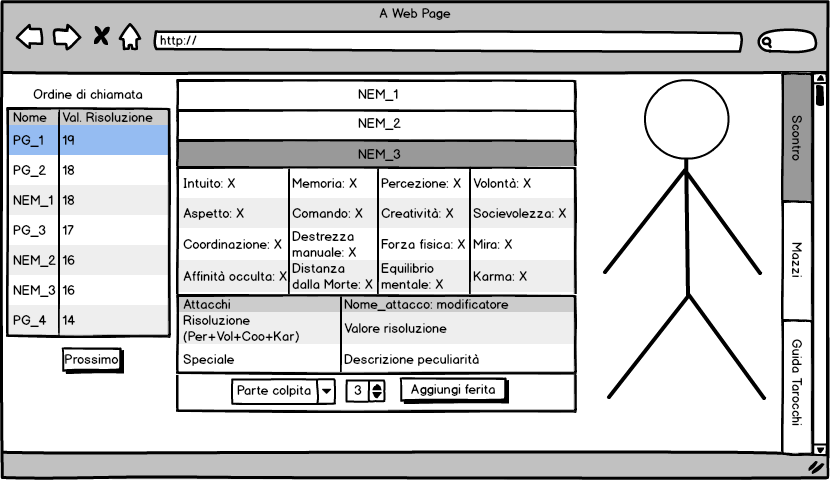 A Web Page
http://
Ordine di chiamata
Nome Val. Risoluzione
PG_1 19
PG_2 18
NEM_1 18
PG_3 17
NEM_2 16
NEM_3 16
PG_4 14
Prossimo
NEM_1
NEM_2
NEM_3
Intuito: X Memoria: X Percezione: X Volontà: X
Aspetto: X Comando: X Creatività: X Socievolezza: X
Coordinazione: X Destrezza manuale: X Forza fisica: X Mira: X
Affinità occulta: X Distanza dalla Morte: X Equilibrio mentale: X Karma: X
Attacchi Nome_attacco: modificatore
Risoluzione (Per+Vol+Coo+Kar) Valore risoluzione
Speciale Descrizione peculiarità
Parte colpita 3 Aggiungi ferita
Scontro
Mazzi
Guida Tarocchi